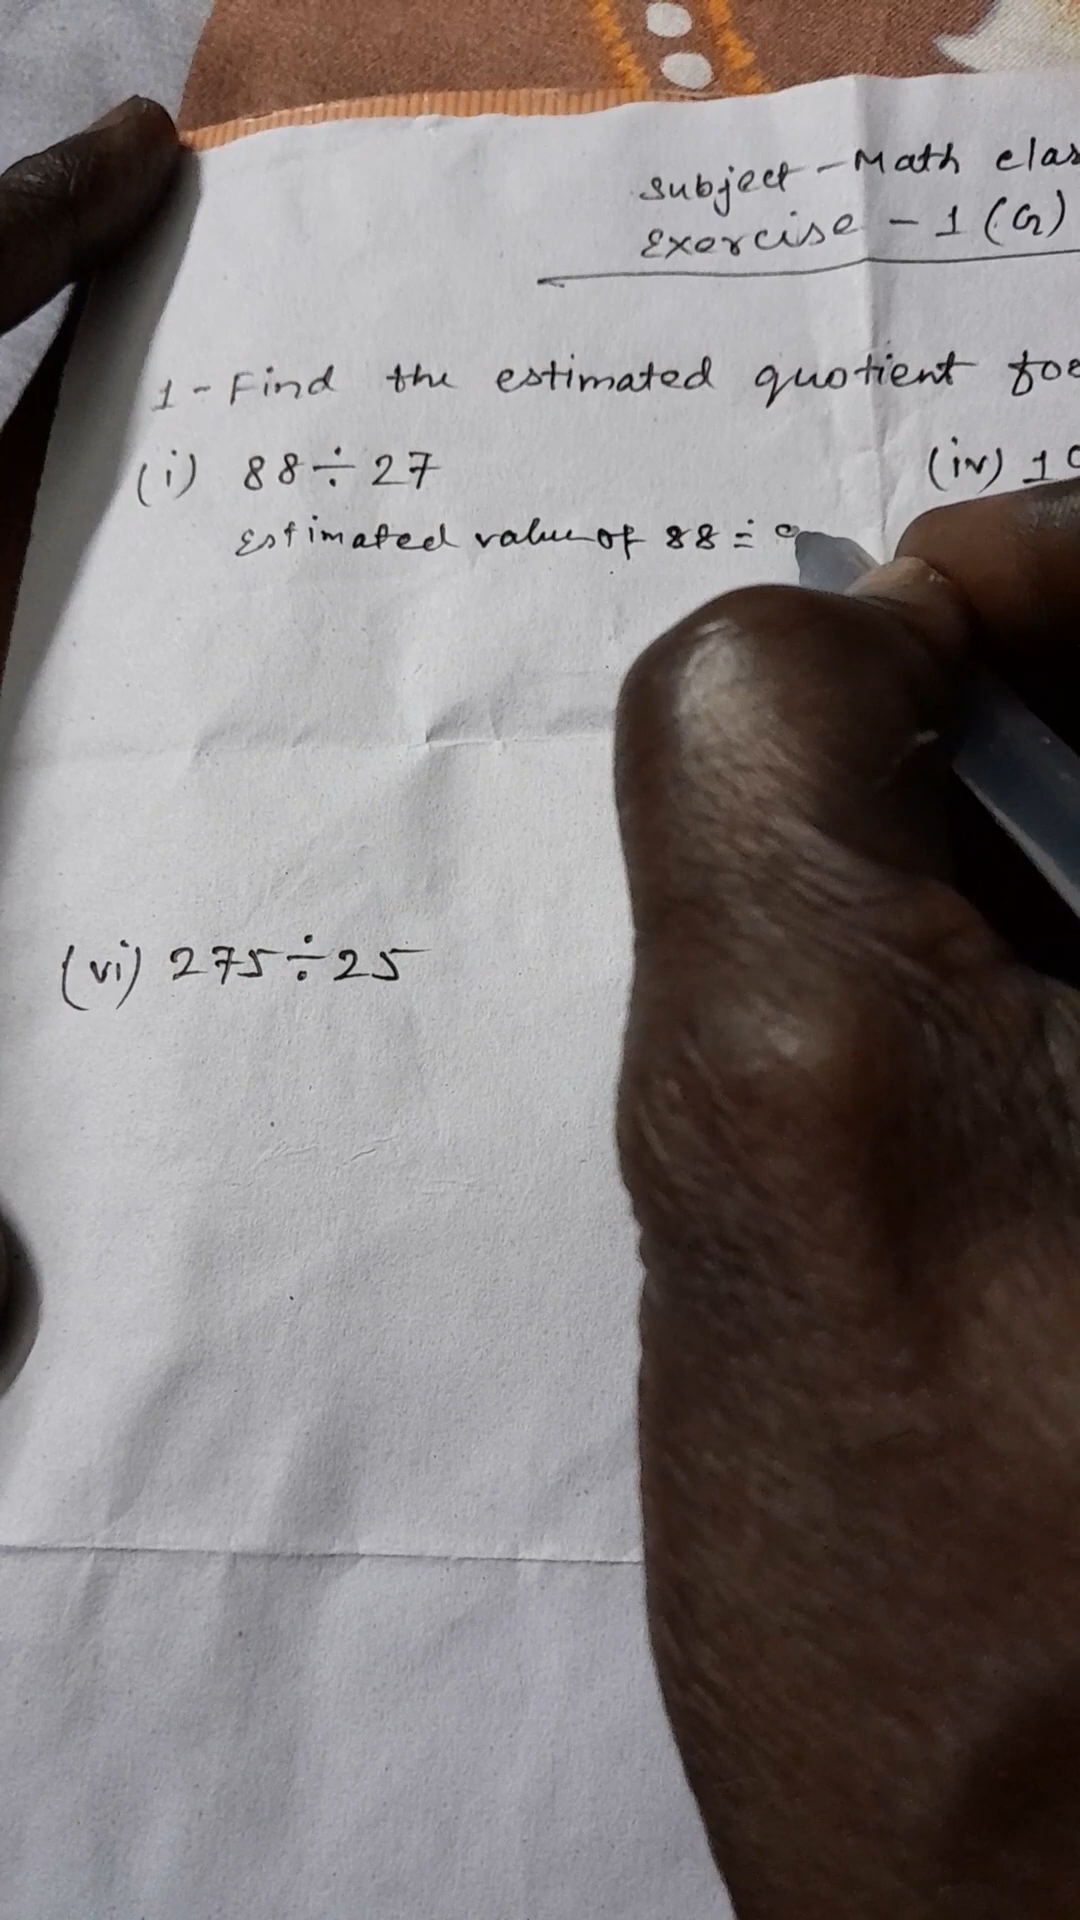 Subject - Math clas
Exercise - 1 (G)
1 - Find the estimated quotient for
(i) 88 ÷ 27
(iv) 1
Estimated value of 88 =
(vi) 275 ÷ 25